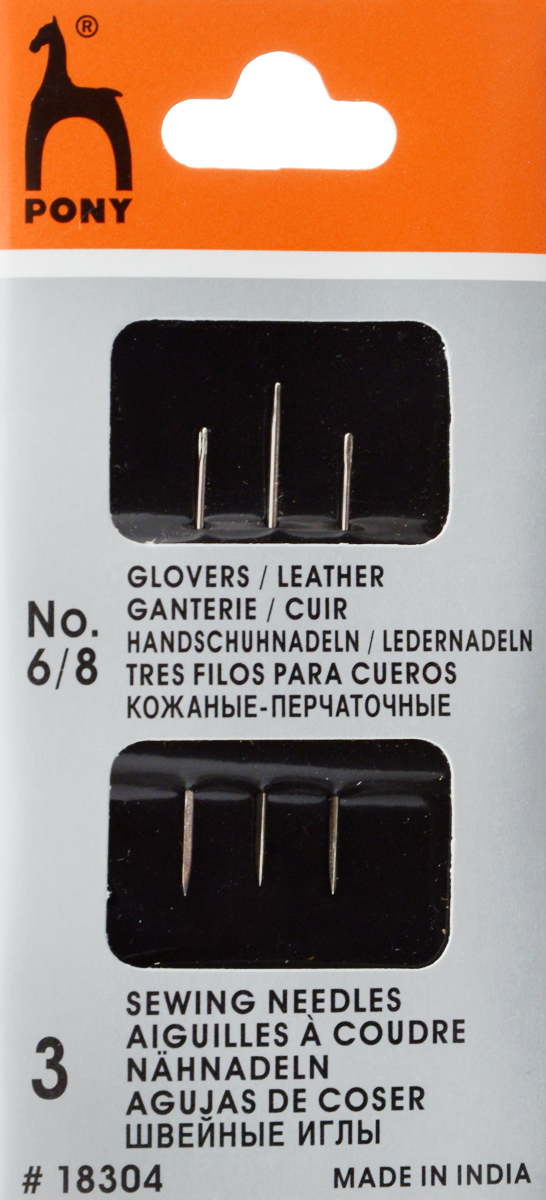 ®
PONY
No.
6/8
GLOVERS / LEATHER
GANTERIE / CUIR
HANDSCHUHNADELN / LEDERNADELN
TRES FILOS PARA CUEROS
КОЖАНЫЕ-ПЕРЧАТОЧНЫЕ
3
SEWING NEEDLES
AIGUILLES À COUDRE
NÄHNADELN
AGUJAS DE COSER
ШВЕЙНЫЕ ИГЛЫ
# 18304
MADE IN INDIA